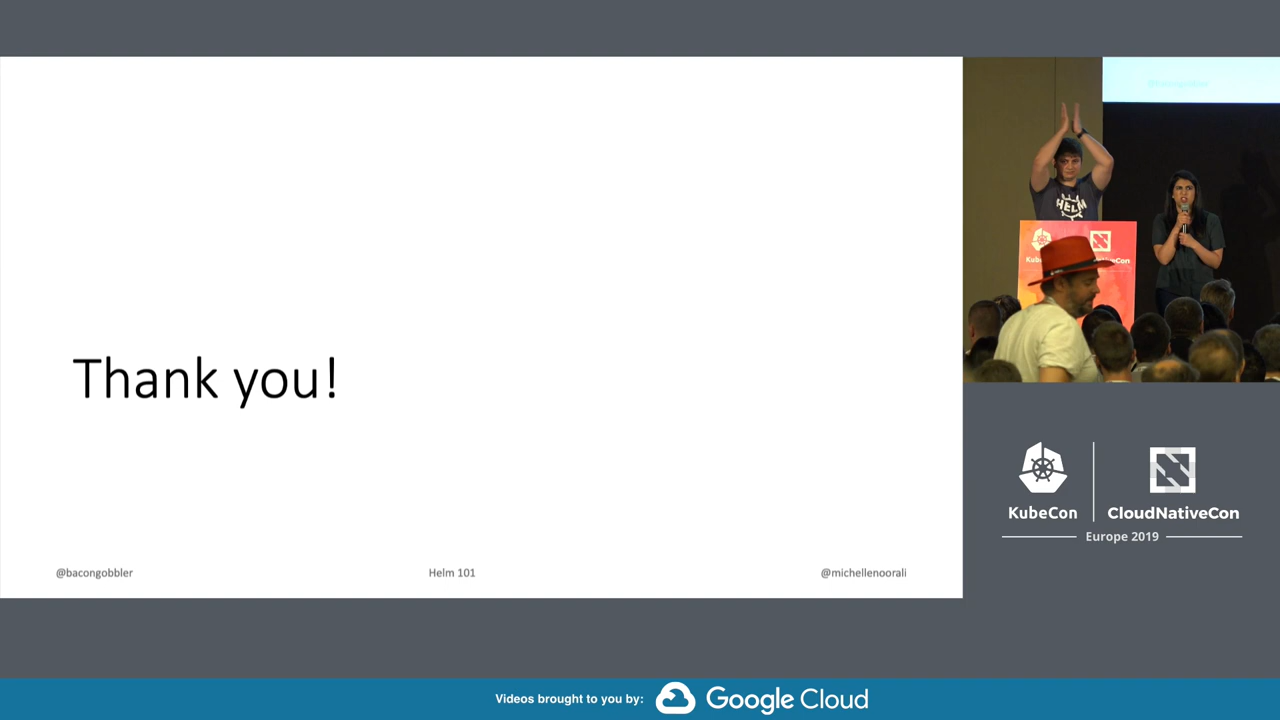 Thank you!
@bacongobbler
Helm 101
@michellenoorali
HELM
KubeCon
CloudNativeCon
Europe 2019
Videos brought to you by:
Google Cloud